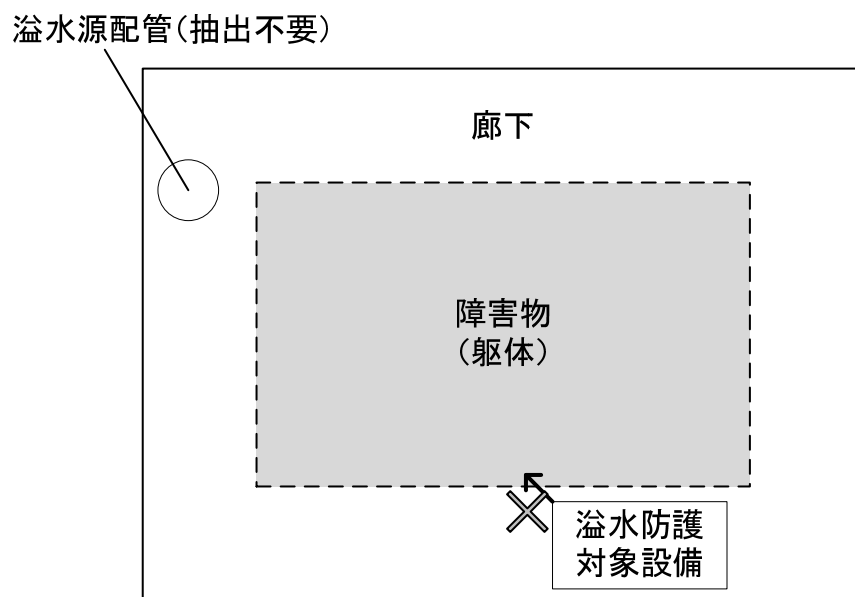 溢水源配管（抽出不要）
廊下
障害物
（躯体）
溢水防護
対象設備